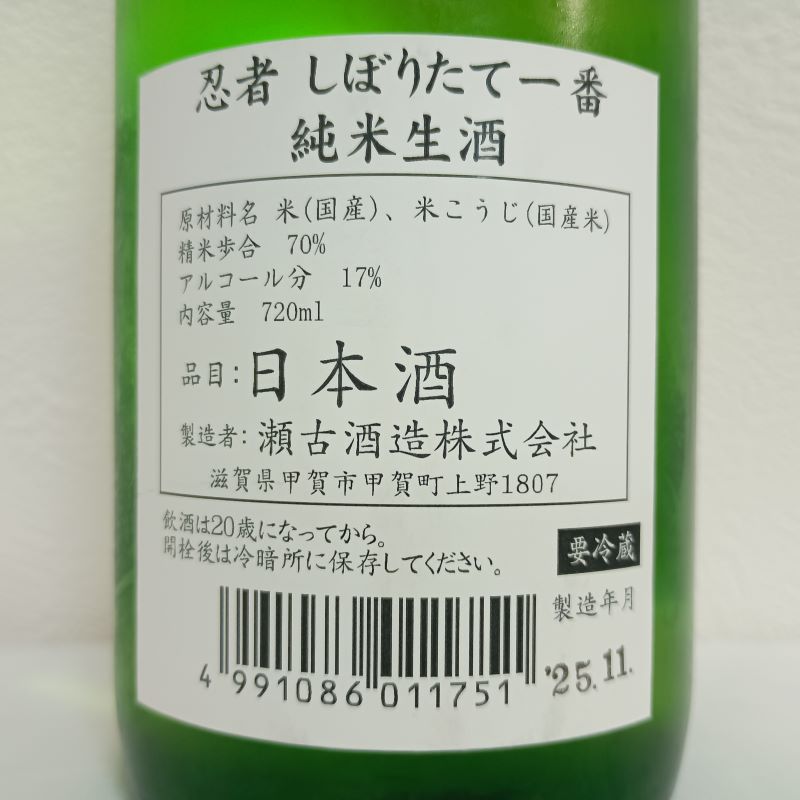 忍者 しぼりたて一番
純米生酒
原材料名 米(国産)、米こうじ(国産米)
精米歩合 70%
アルコール分 17%
内容量 720ml
品目:日本酒
製造者:瀬古酒造株式会社
滋賀県甲賀市甲賀町上野1807
飲酒は20歳になってから。
開栓後は冷暗所に保存してください。
要冷蔵
製造年月
'25.11.
4 991086 011751